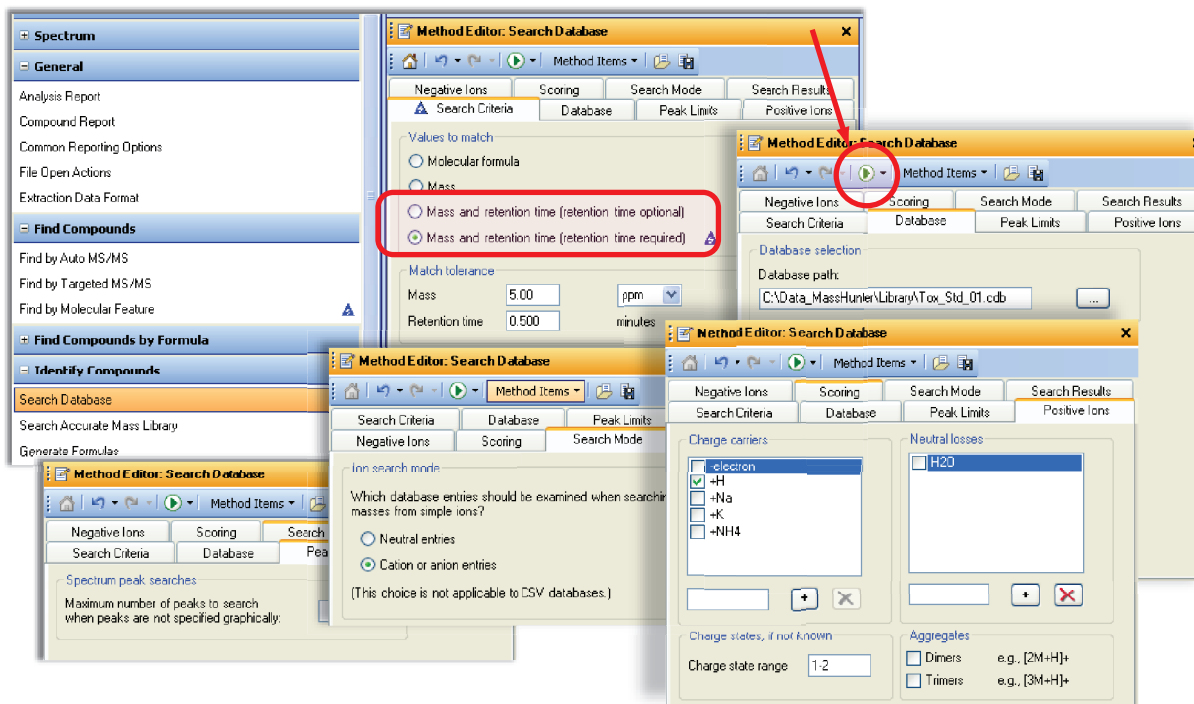 Spectrum
General
Analysis Report
Compound Report
Common Reporting Options
File Open Actions
Extraction Data Format
Find Compounds
Find by Auto MS/MS
Find by Targeted MS/MS
Find by Molecular Feature
Find Compounds by Formula
Identify Compounds
Search Database
Search Accurate Mass Library
Generate Formulas
Method Editor: Search Database
Method Items
Negative Ions Scoring Search Mode Search Results
Search Criteria Database Peak Limits Positive Ions
Values to match
Molecular formula
Mass
Mass and retention time (retention time optional)
Mass and retention time (retention time required)
Match tolerance
Mass 5.00 ppm
Retention time 0.500 minutes
Method Editor: Search Database
Method Items
Negative Ions Scoring Search Mode Search Results
Search Criteria Database Peak Limits Positive Ions
Database selection
Database path:
C:\Data_MassHunter\Library\Tox_Std_01.cdb ...
Method Editor: Search Database
Method Items
Negative Ions Scoring Search
Search Criteria Database Pea
Spectrum peak searches
Maximum number of peaks to search
when peaks are not specified graphically:
Method Editor: Search Database
Method Items
Search Criteria Database Peak Limits
Negative Ions Scoring Search Mode
Ion search mode
Which database entries should be examined when searchin
masses from simple ions?
Neutral entries
Cation or anion entries
(This choice is not applicable to CSV databases.)
Method Editor: Search Database
Method Items
Negative Ions Scoring Search Mode Search Results
Search Criteria Database Peak Limits Positive Ions
Charge carriers
-electron
+H
+Na
+K
+NH4
Neutral losses
H2O
Charge states, if not known
Charge state range 1-2
Aggregates
Dimers e.g., [2M+H]+
Trimers e.g., [3M+H]+